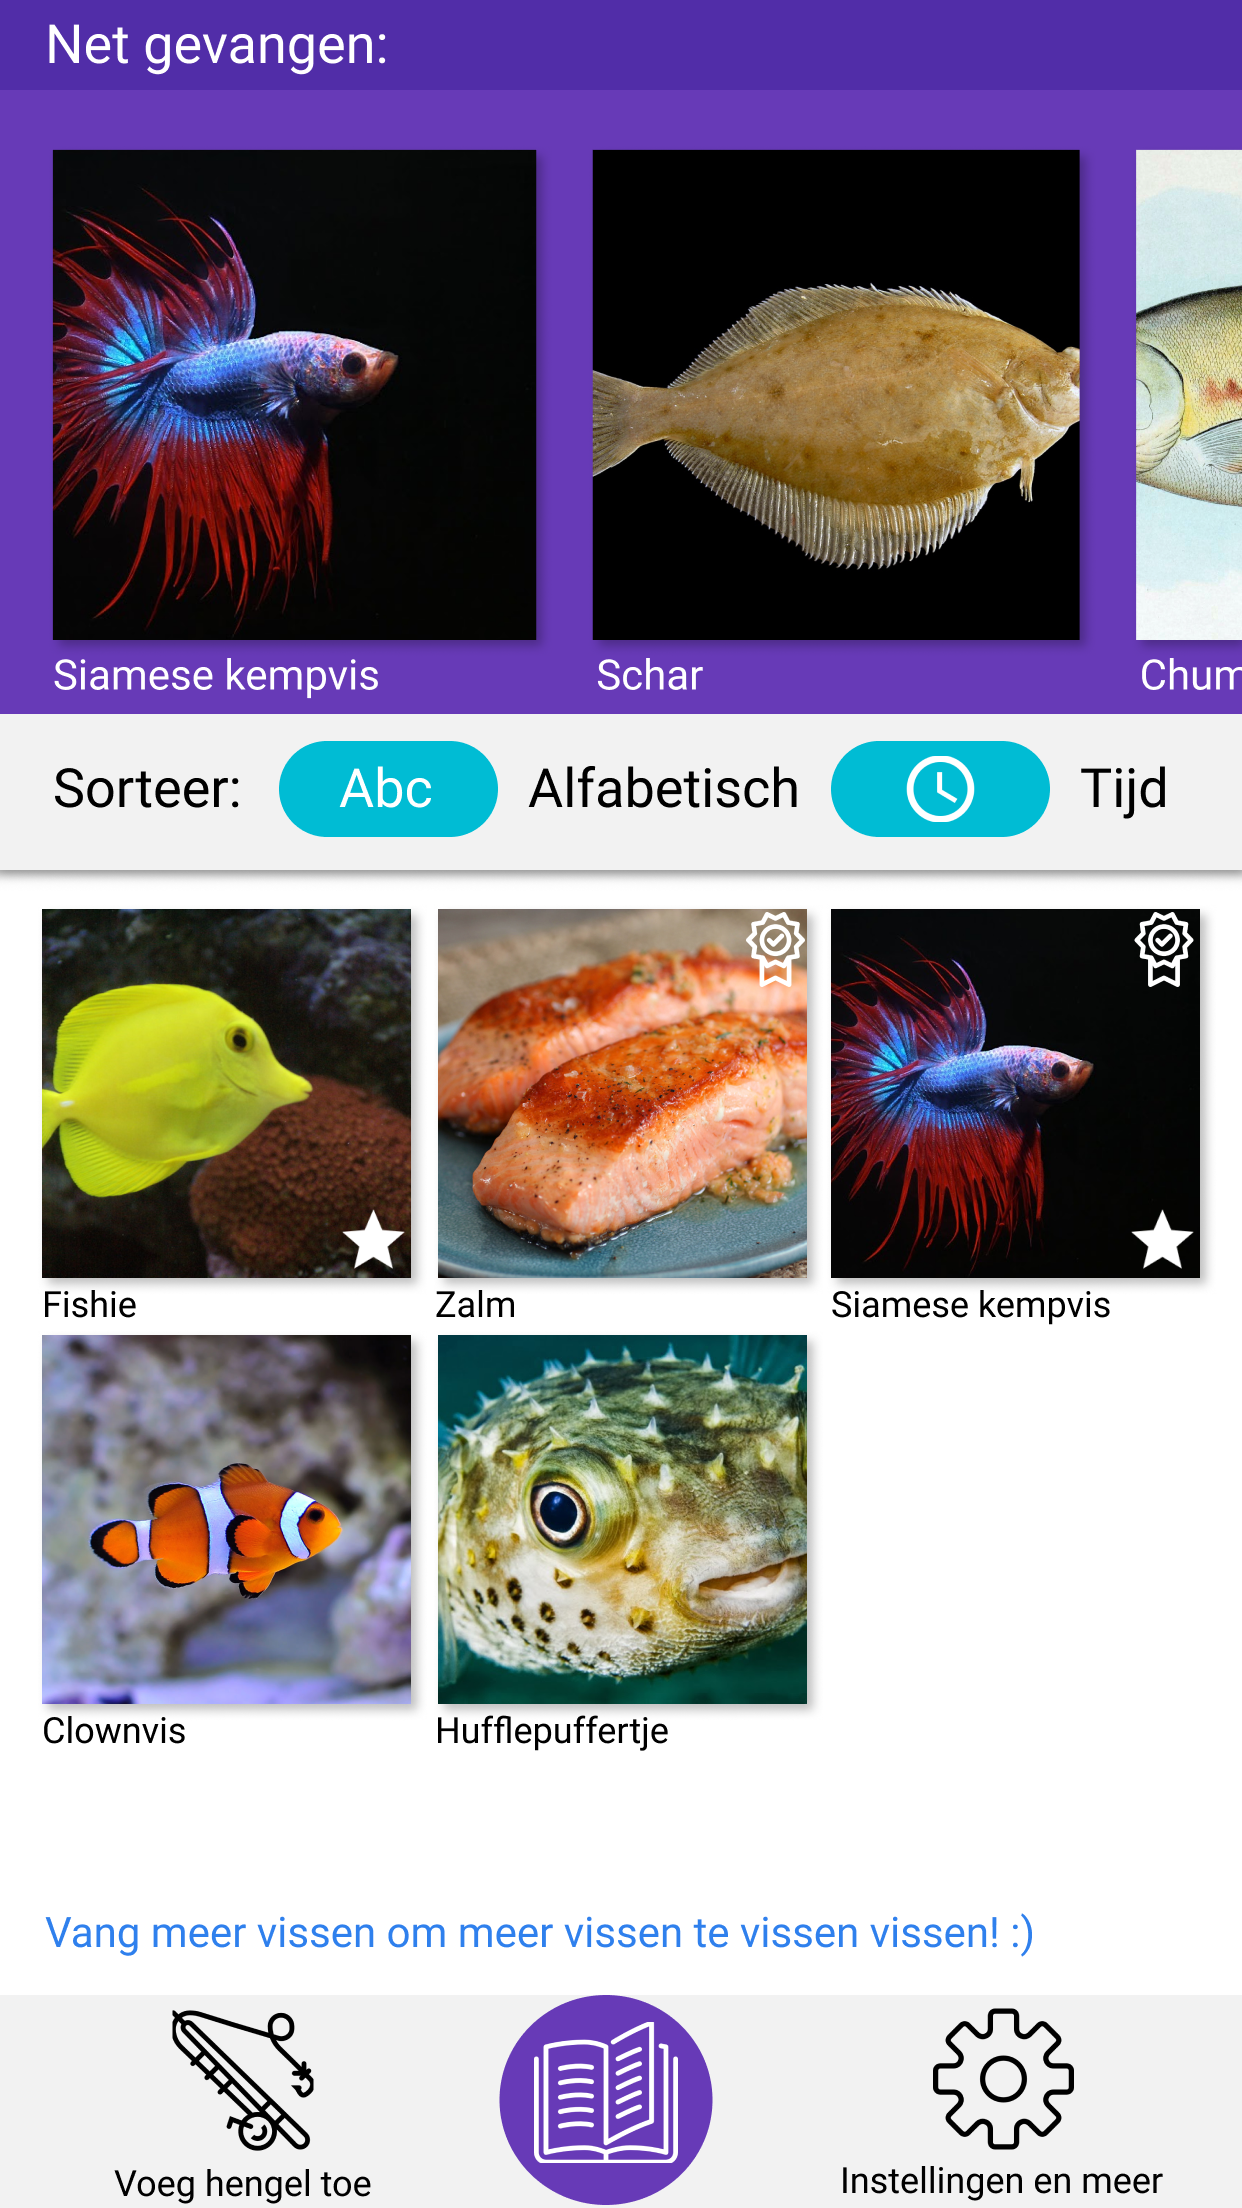 Net gevangen:
Siamese kempvis
Schar
Chum
Sorteer: Abc Alfabetisch Tijd
Fishie
Zalm
Siamese kempvis
Clownvis
Hufflepuffertje
Vang meer vissen om meer vissen te vissen vissen! :)
Voeg hengel toe
Instellingen en meer